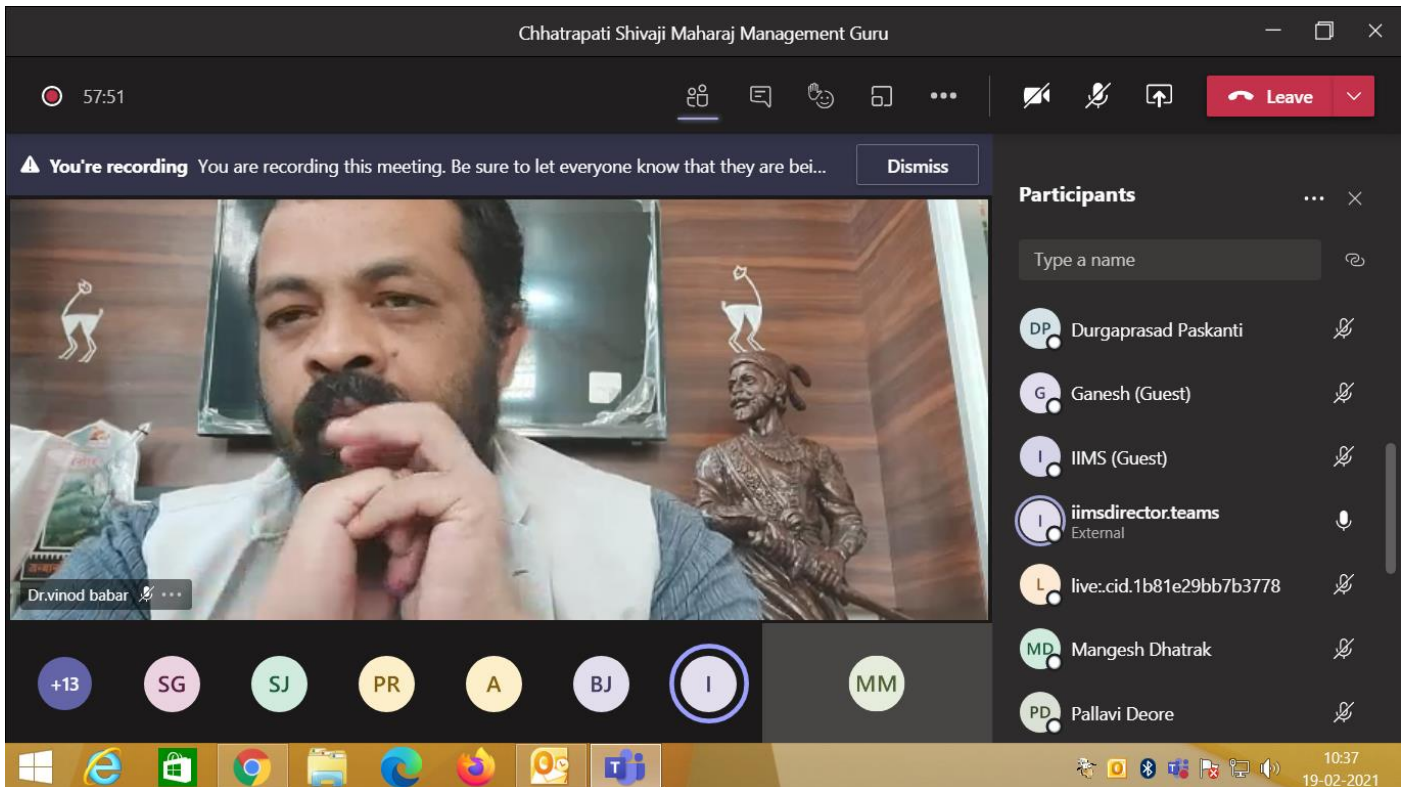 Chhatrapati Shivaji Maharaj Management Guru
57:51
Leave
You're recording You are recording this meeting. Be sure to let everyone know that they are bei...
Dismiss
Dr.vinod babar
+13
SG
SJ
PR
A
BJ
I
MM
Participants
Type a name
DP Durgaprasad Paskanti
G Ganesh (Guest)
I IIMS (Guest)
I iimsdirector.teams
External
L live:.cid.1b81e29bb7b3778
MD Mangesh Dhatrak
PD Pallavi Deore
10:37
19-02-2021